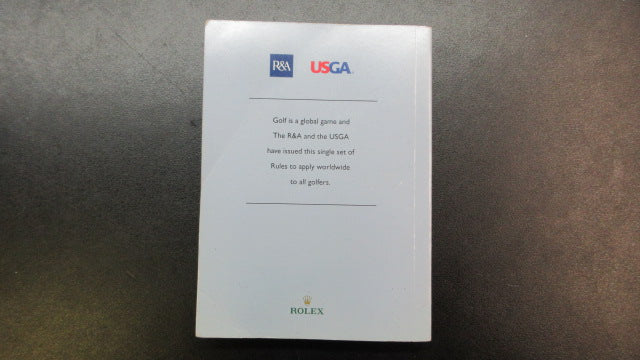 R&A USGA
Golf is a global game and
The R&A and the USGA
have issued this single set of
Rules to apply worldwide
to all golfers.
ROLEX